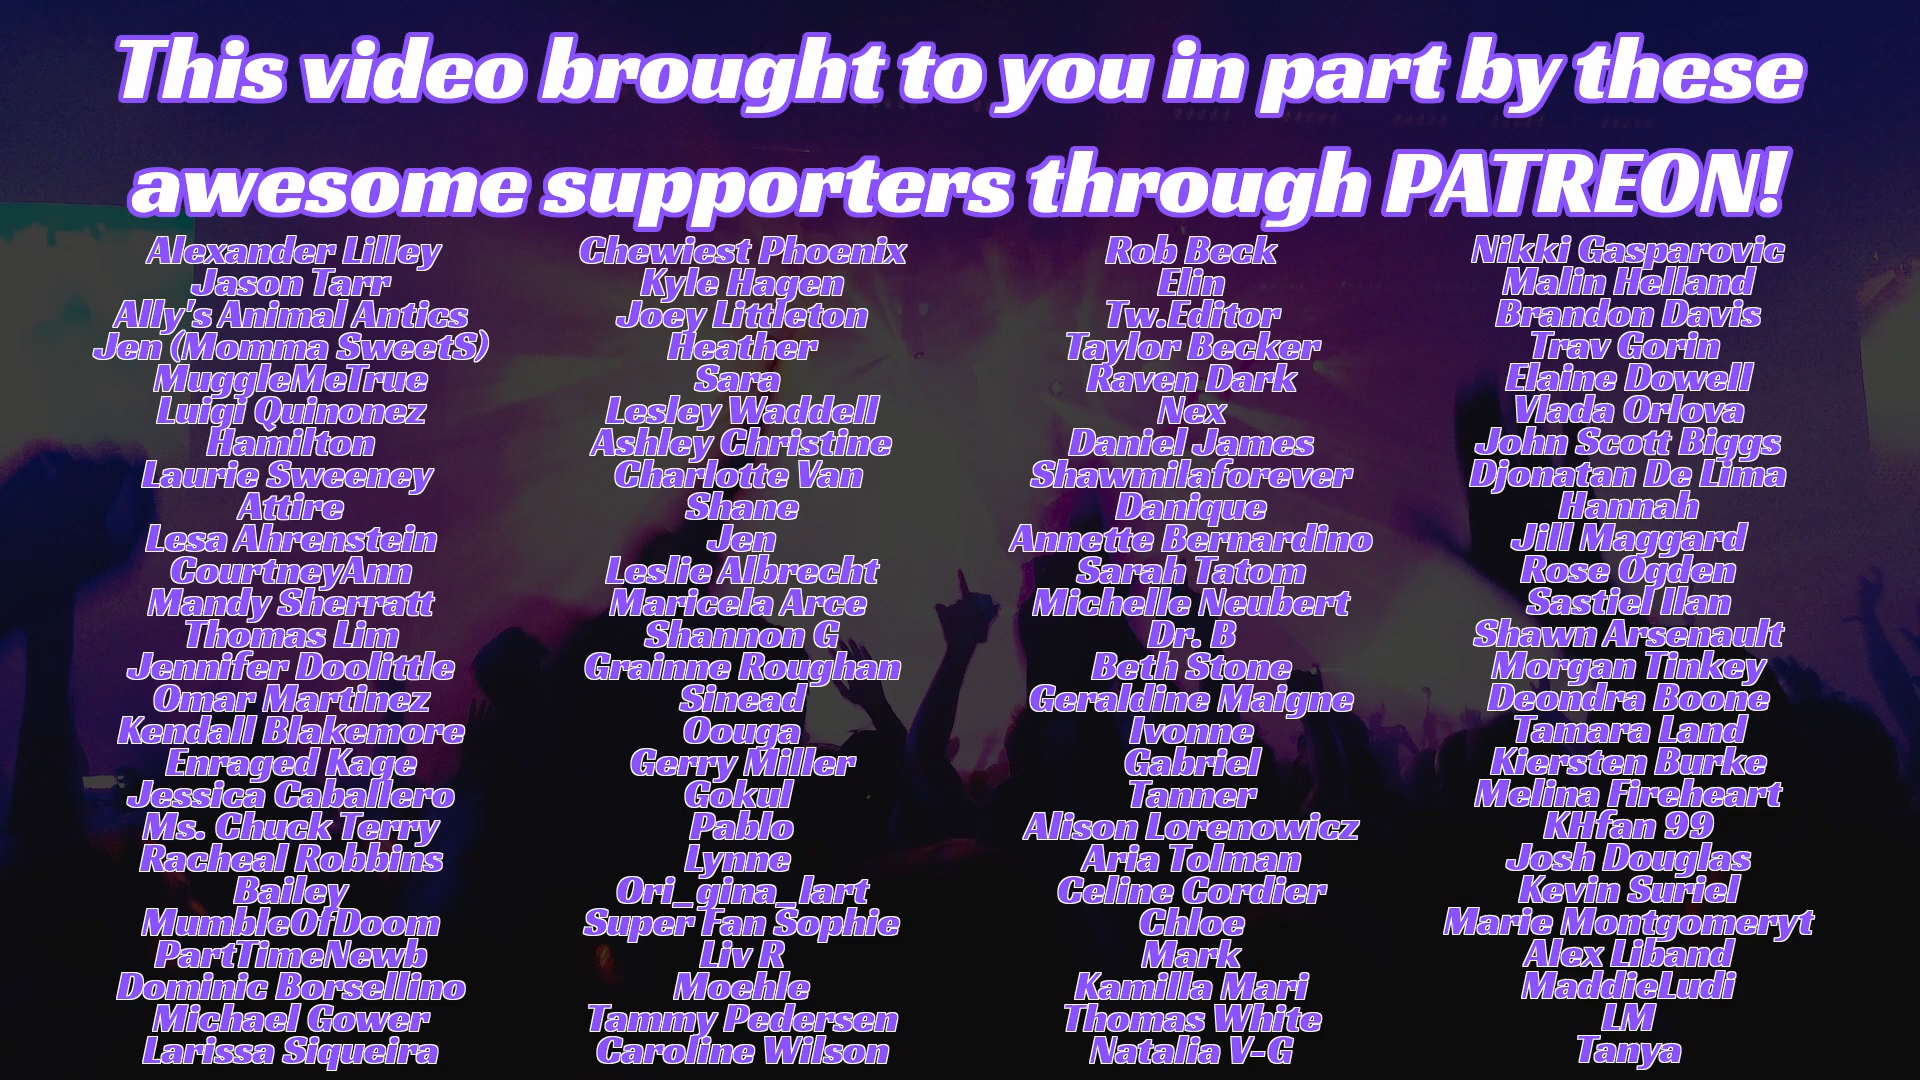 This video brought to you in part by these
awesome supporters through PATREON!
Alexander Lilley
Jason Tarr
Ally's Animal Antics
Jen (Momma SweetS)
MuggleMeTrue
Luigi Quinonez
Hamilton
Laurie Sweeney
Attire
Lesa Ahrenstein
CourtneyAnn
Mandy Sherratt
Thomas Lim
Jennifer Doolittle
Omar Martinez
Kendall Blakemore
Enraged Kage
Jessica Caballero
Ms. Chuck Terry
Racheal Robbins
Bailey
MumbleOfDoom
PartTimeNewb
Dominic Borsellino
Michael Gower
Larissa Siqueira
Chewiest Phoenix
Kyle Hagen
Joey Littleton
Heather
Sara
Lesley Waddell
Ashley Christine
Charlotte Van
Shane
Jen
Leslie Albrecht
Maricela Arce
Shannon G
Grainne Roughan
Sinead
Oouga
Gerry Miller
Gokul
Pablo
Lynne
Ori_gina_lart
Super Fan Sophie
Liv R
Moehle
Tammy Pedersen
Caroline Wilson
Rob Beck
Elin
Tw.Editor
Taylor Becker
Raven Dark
Nex
Daniel James
Shawmilaforever
Danique
Annette Bernardino
Sarah Tatom
Michelle Neubert
Dr. B
Beth Stone
Geraldine Maigne
Ivonne
Gabriel
Tanner
Alison Lorenowicz
Aria Tolman
Celine Cordier
Chloe
Mark
Kamilla Mari
Thomas White
Natalia V-G
Nikki Gasparovic
Malin Helland
Brandon Davis
Trav Gorin
Elaine Dowell
Vlada Orlova
John Scott Biggs
Djonatan De Lima
Hannah
Jill Maggard
Rose Ogden
Sastiel Ilan
Shawn Arsenault
Morgan Tinkey
Deondra Boone
Tamara Land
Kiersten Burke
Melina Fireheart
KHfan 99
Josh Douglas
Kevin Suriel
Marie Montgomeryt
Alex Liband
MaddieLudi
LM
Tanya